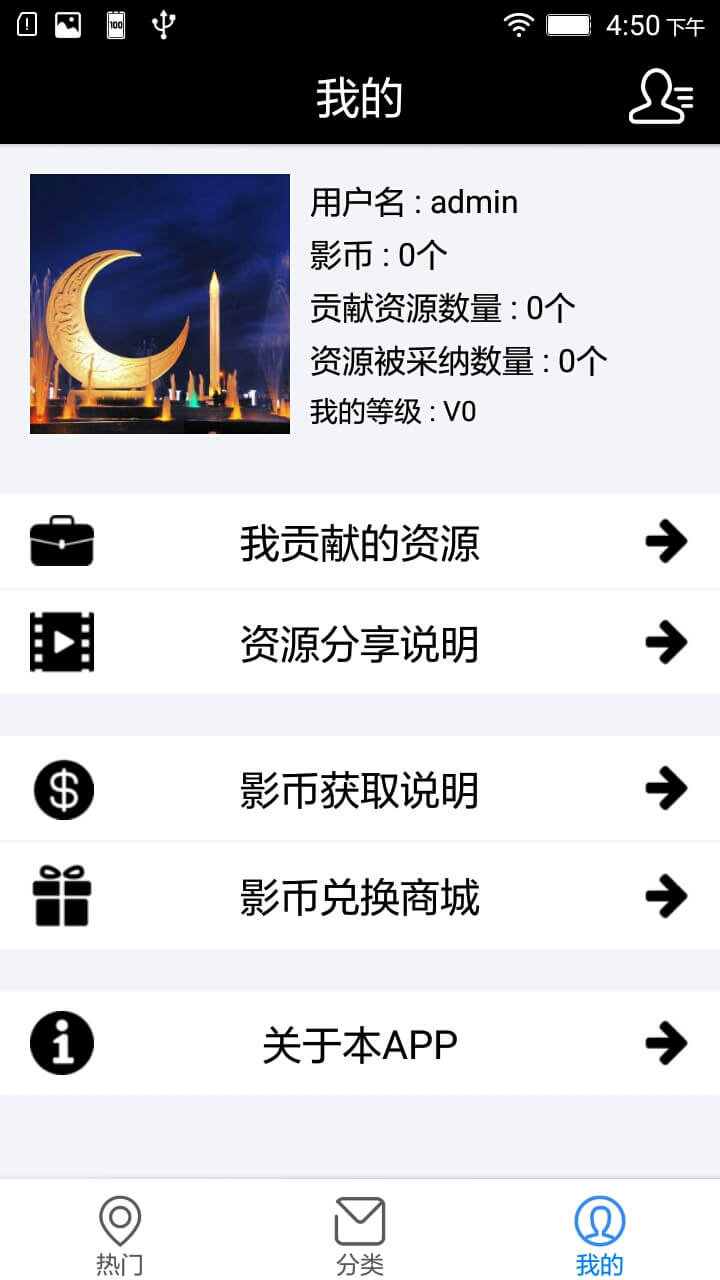 4:50 下午
我的
用户名 : admin
影币 : 0个
贡献资源数量 : 0个
资源被采纳数量 : 0个
我的等级 : V0
我贡献的资源
资源分享说明
影币获取说明
影币兑换商城
关于本APP
热门
分类
我的